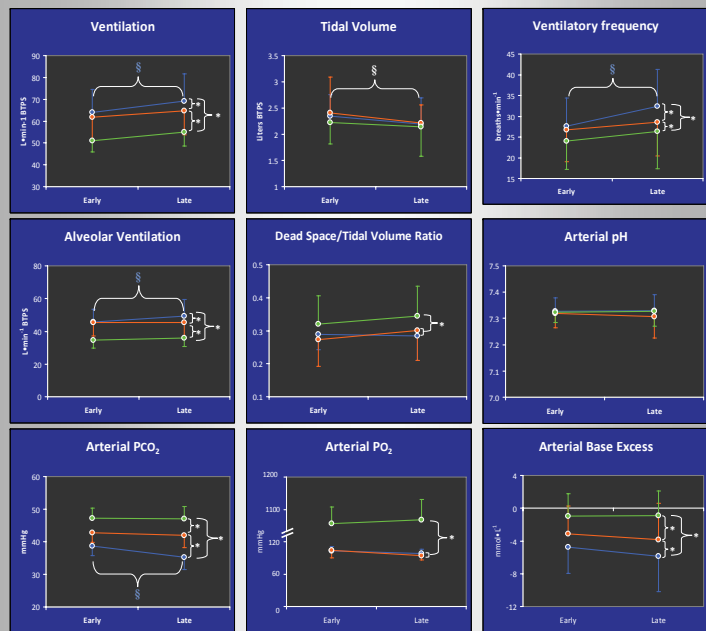 Ventilation
L•min-1 BTPS
90
80
70
60
50
40
30
§
*
*
*
Early
Late
Tidal Volume
Liters BTPS
3.5
3
2.5
2
1.5
1
§
Early
Late
Ventilatory frequency
breaths•min-1
45
40
35
30
25
20
15
§
*
*
*
Early
Late
Alveolar Ventilation
L•min-1 BTPS
80
60
40
20
0
§
*
*
*
Early
Late
Dead Space/Tidal Volume Ratio
0.5
0.4
0.3
0.2
0.1
*
Early
Late
Arterial pH
7.5
7.4
7.3
7.2
7.1
7.0
Early
Late
Arterial PCO2
mmHg
60
50
40
30
20
*
*
*
§
Early
Late
Arterial PO2
mmHg
1200
1100
120
60
0
*
Early
Late
Arterial Base Excess
mmol•L-1
4
0
-4
-8
-12
*
*
*
Early
Late